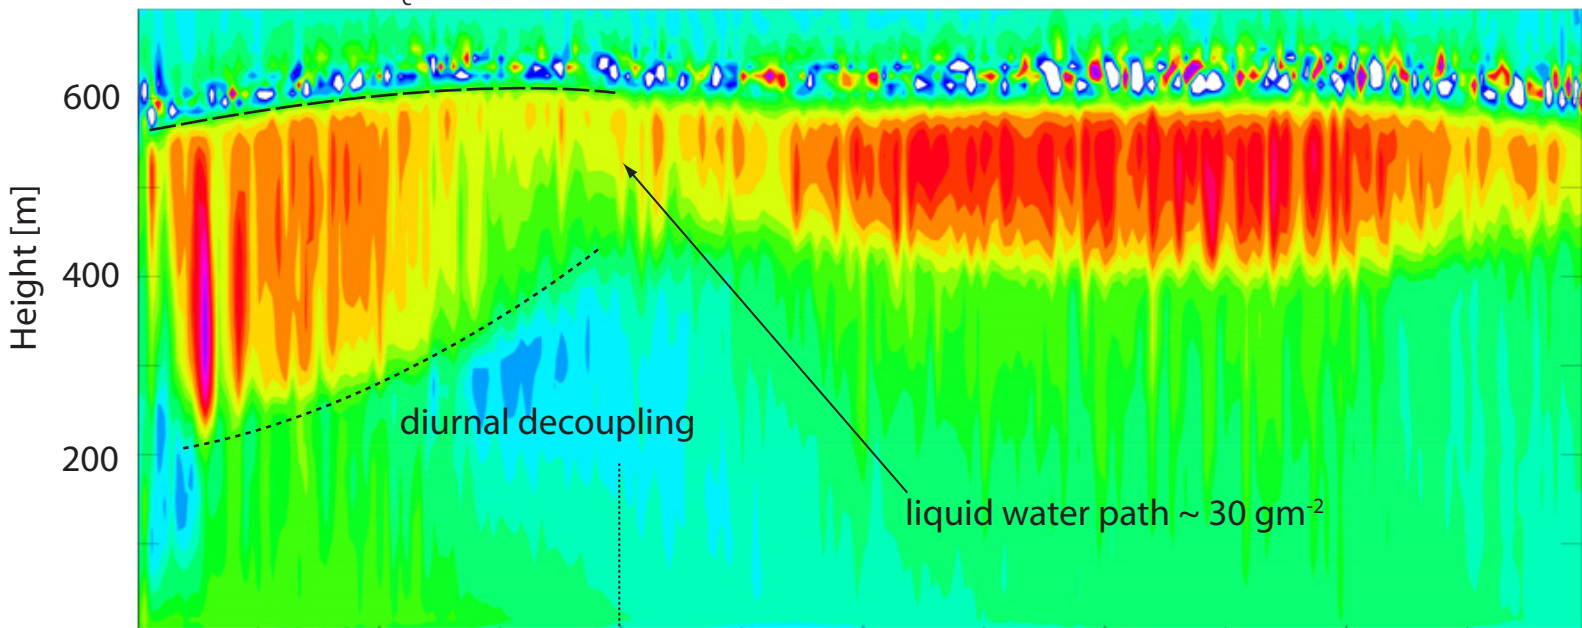 600
400
200
Height [m]
diurnal decoupling
liquid water path ~ 30 gm⁻²